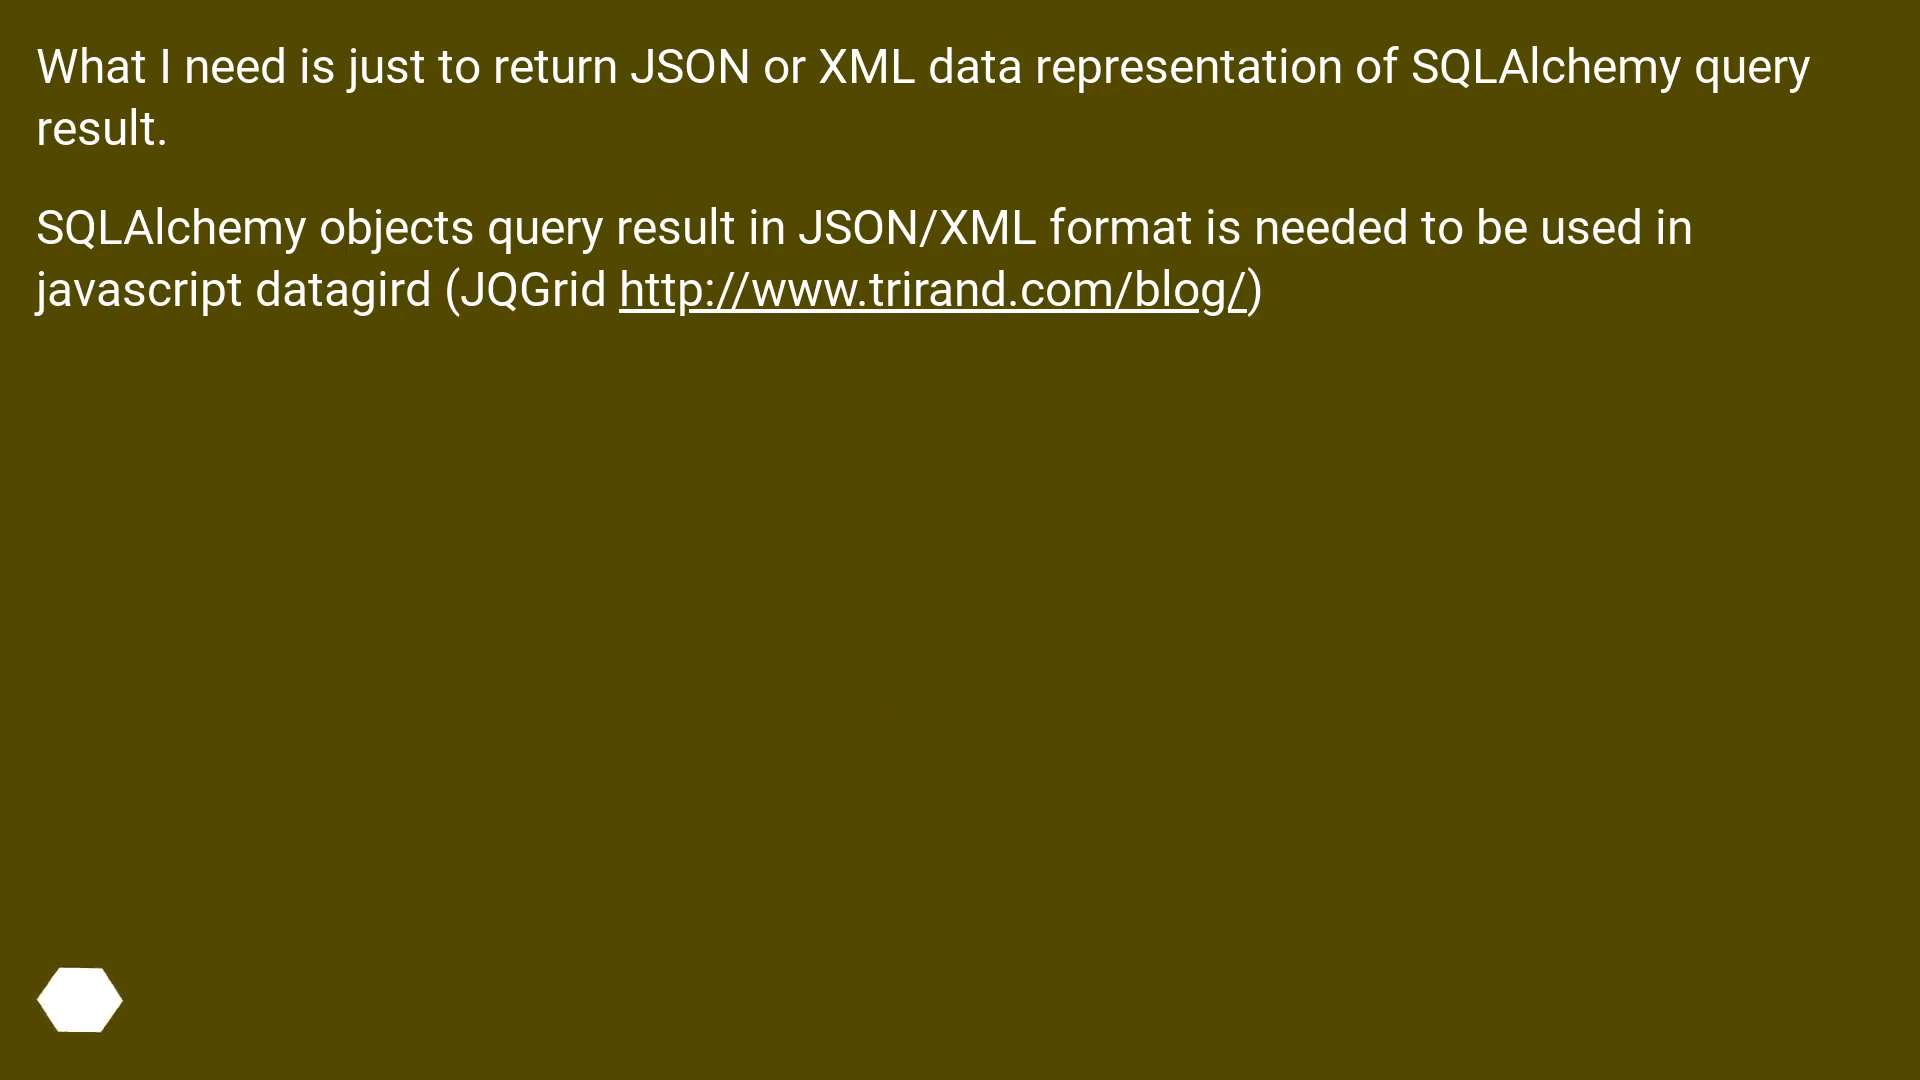 What I need is just to return JSON or XML data representation of SQLAlchemy query
result.
SQLAlchemy objects query result in JSON/XML format is needed to be used in
javascript datagird (JQGrid http://www.trirand.com/blog/)